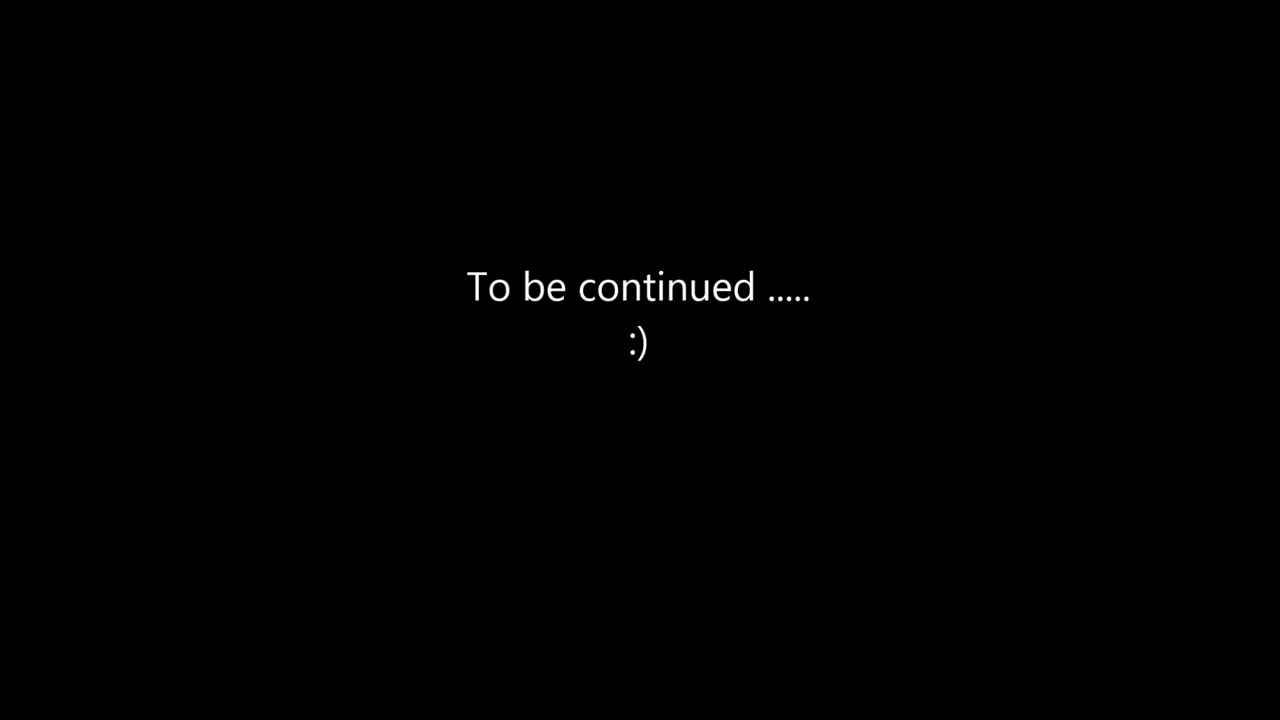 To be continued .....
:)